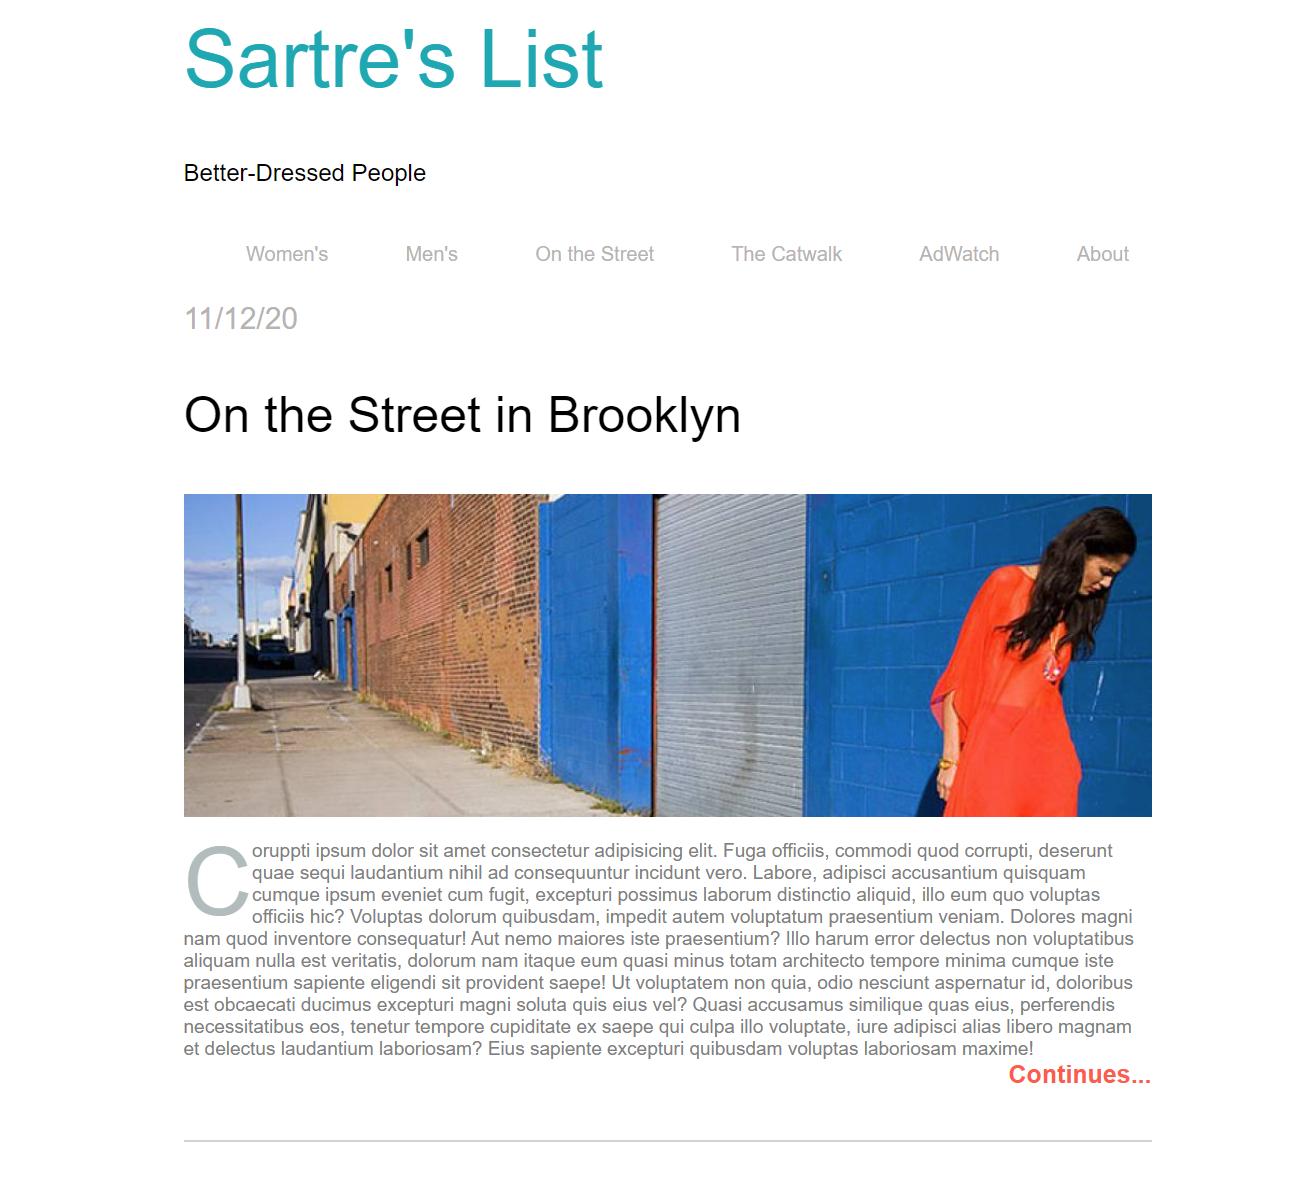 Sartre's List
Better-Dressed People
Women's Men's On the Street The Catwalk AdWatch About
11/12/20
On the Street in Brooklyn
Coruppti ipsum dolor sit amet consectetur adipisicing elit. Fuga officiis, commodi quod corrupti, deserunt
quae sequi laudantium nihil ad consequuntur incidunt vero. Labore, adipisci accusantium quisquam
cumque ipsum eveniet cum fugit, excepturi possimus laborum distinctio aliquid, illo eum quo voluptas
officiis hic? Voluptas dolorum quibusdam, impedit autem voluptatum praesentium veniam. Dolores magni
nam quod inventore consequatur! Aut nemo maiores iste praesentium? Illo harum error delectus non voluptatibus
aliquam nulla est veritatis, dolorum nam itaque eum quasi minus totam architecto tempore minima cumque iste
praesentium sapiente eligendi sit provident saepe! Ut voluptatem non quia, odio nesciunt aspernatur id, doloribus
est obcaecati ducimus excepturi magni soluta quis eius vel? Quasi accusamus similique quas eius, perferendis
necessitatibus eos, tenetur tempore cupiditate ex saepe qui culpa illo voluptate, iure adipisci alias libero magnam
et delectus laudantium laboriosam? Eius sapiente excepturi quibusdam voluptas laboriosam maxime!
Continues...